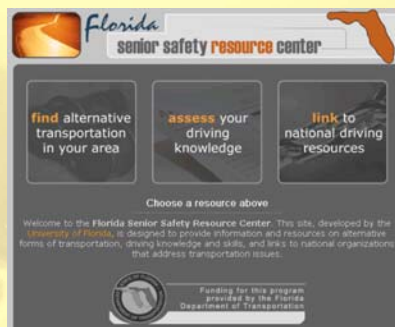 Florida
senior safety resource center
find alternative
transportation
in your area
assess your
driving
knowledge
link to
national driving
resources
Choose a resource above
Welcome to the Florida Senior Safety Resource Center. This site, developed by the
University of Florida, is designed to provide information and resources on alternative
forms of transportation, driving knowledge and skills, and links to national organizations
that address transportation issues.
Funding for this program
provided by the Florida
Department of Transportation